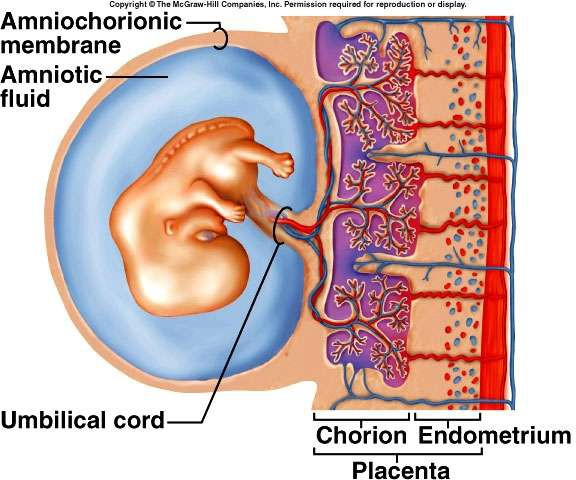 Copyright © The McGraw-Hill Companies, Inc. Permission required for reproduction or display.
Amniochorionic
membrane
Amniotic
fluid
Umbilical cord
Chorion
Endometrium
Placenta